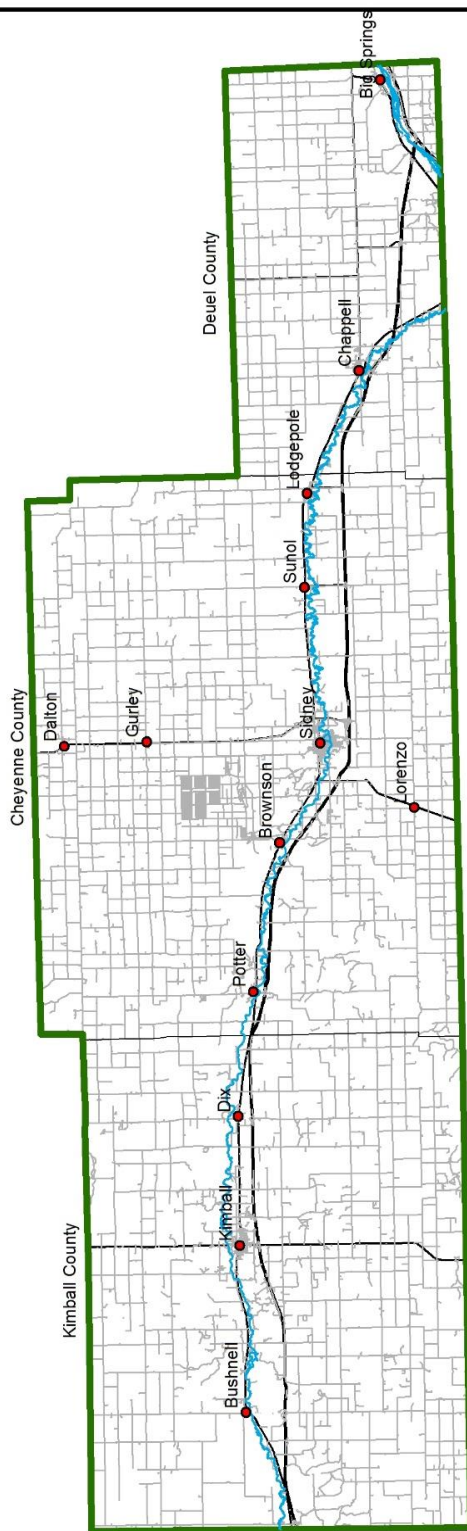 Kimball County
Cheyenne County
Deuel County
Bushnell
Kimball
Dix
Potter
Brownson
Sidney
Dalton
Gurley
Lorenzo
Sunol
Lodgepole
Chappell
Big Springs